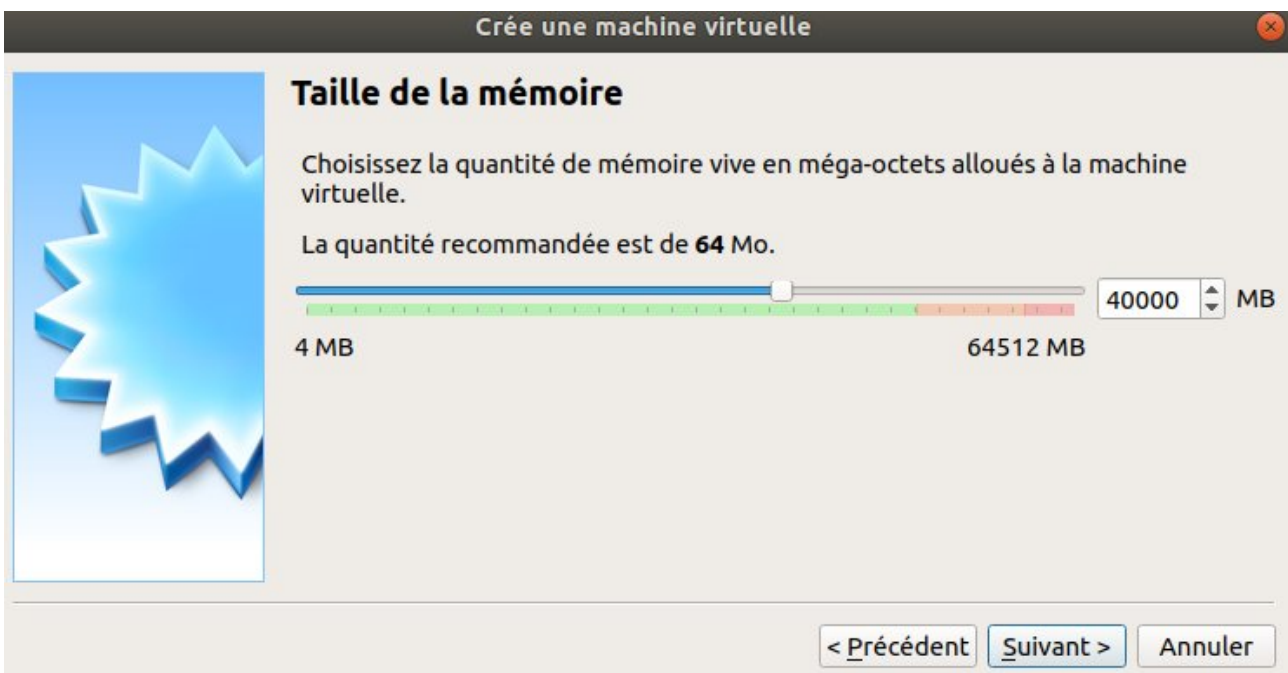 Crée une machine virtuelle
Taille de la mémoire
Choisissez la quantité de mémoire vive en méga-octets alloués à la machine
virtuelle.
La quantité recommandée est de 64 Mo.
40000 MB
4 MB 64512 MB
< Précédent Suivant > Annuler